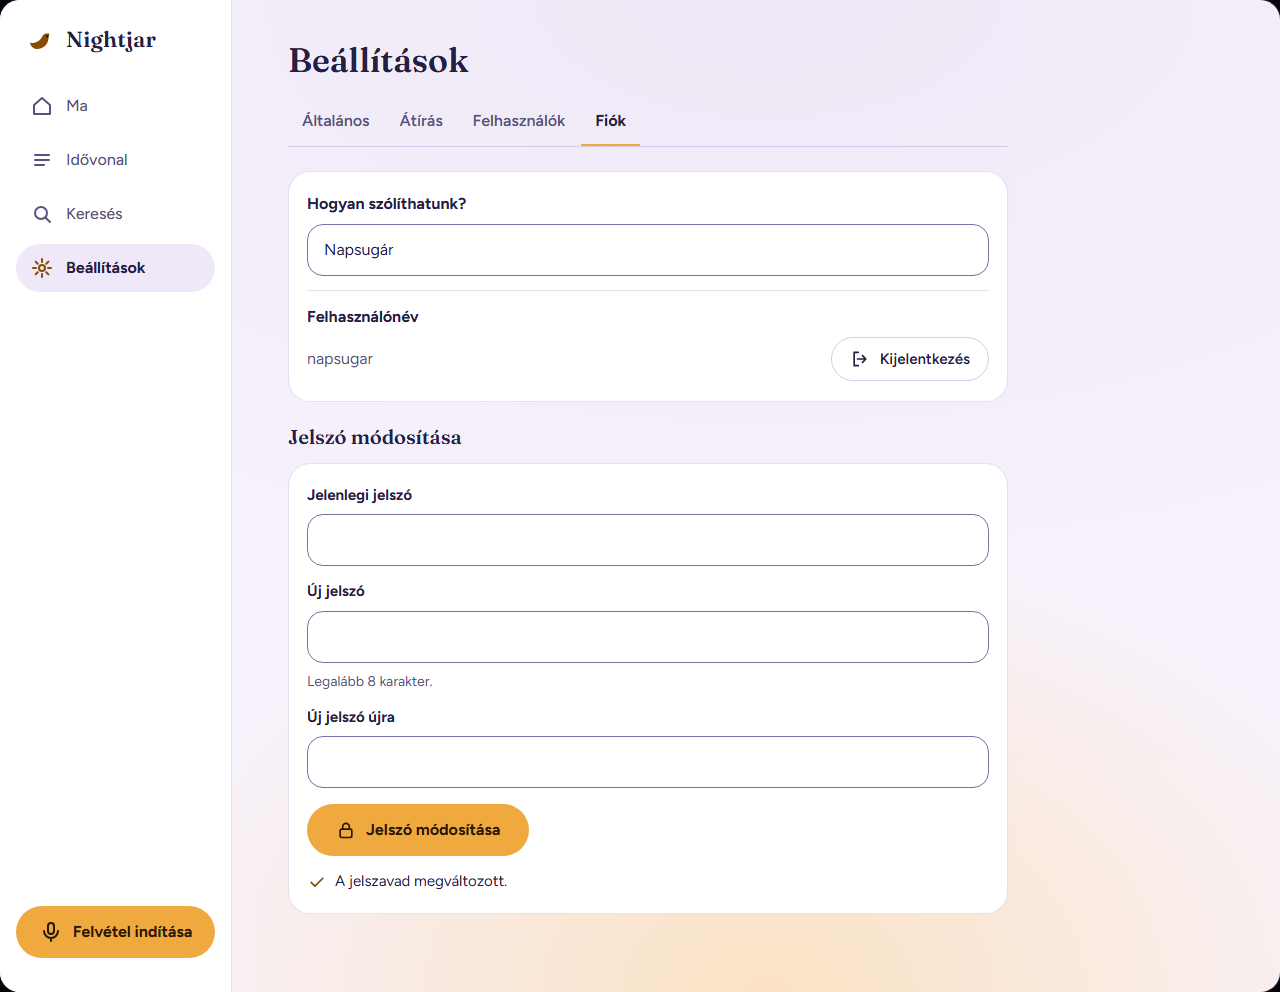 Nightjar
Ma
Idővonal
Keresés
Beállítások
Felvétel indítása
Beállítások
Általános
Átírás
Felhasználók
Fiók
Hogyan szólíthatunk?
Napsugár
Felhasználónév
napsugar
Kijelentkezés
Jelszó módosítása
Jelenlegi jelszó
Új jelszó
Legalább 8 karakter.
Új jelszó újra
Jelszó módosítása
A jelszavad megváltozott.